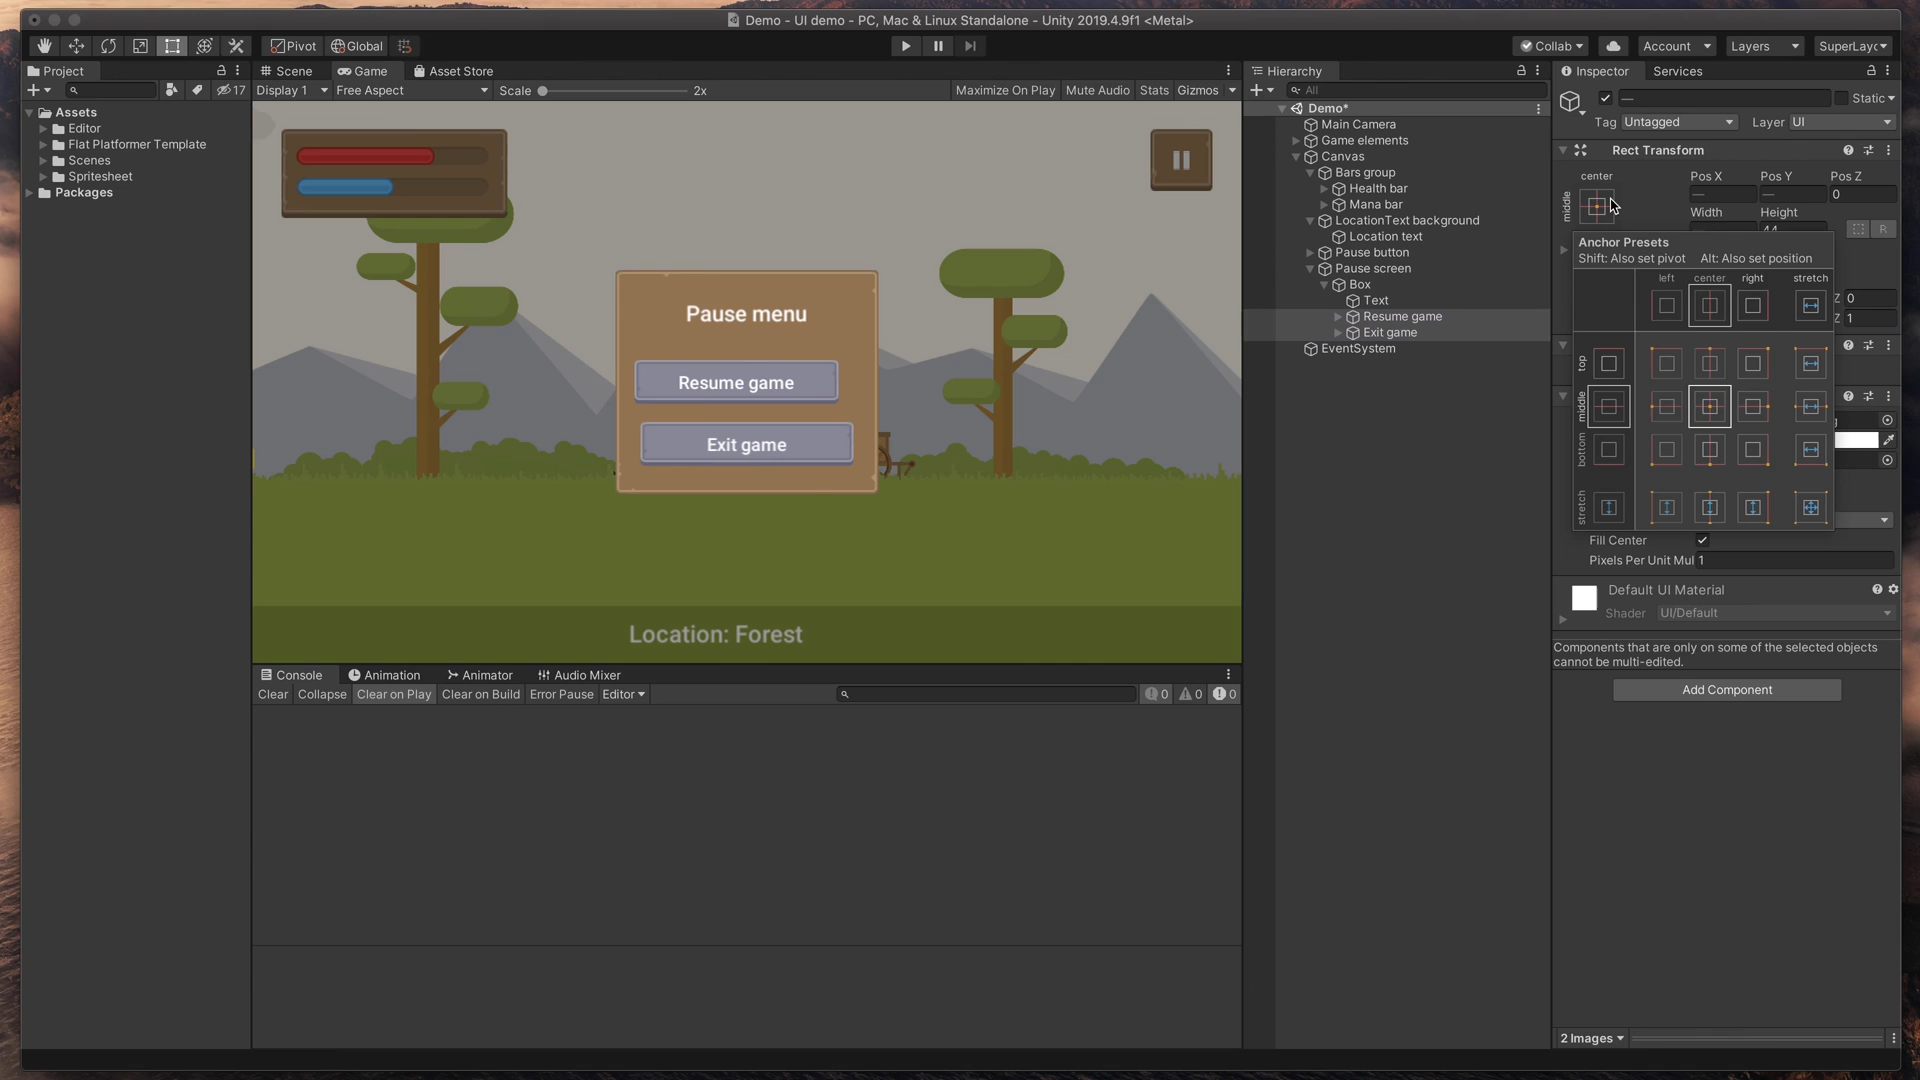 Demo - UI demo - PC, Mac & Linux Standalone - Unity 2019.4.9f1 <Metal>
Pivot Global Collab Account Layers SuperLayc
Project Scene Game Asset Store Hierarchy Inspector Services
17 Display 1 Free Aspect Scale 2x Maximize On Play Mute Audio Stats Gizmos All — Static
Assets
Editor
Flat Platformer Template
Scenes
Spritesheet
Packages
Pause menu
Resume game
Exit game
Location: Forest
Console Animation Animator Audio Mixer
Clear Collapse Clear on Play Clear on Build Error Pause Editor 0 0 0
Demo*
Main Camera
Game elements
Canvas
Bars group
Health bar
Mana bar
LocationText background
Location text
Pause button
Pause screen
Box
Text
Resume game
Exit game
EventSystem
Tag Untagged Layer UI
Rect Transform
center Pos X Pos Y Pos Z
middle — — 0
Width Height
R
Anchor Presets
Shift: Also set pivot Alt: Also set position
left center right stretch
Z 0
Z 1
top
middle
bottom
stretch
Fill Center
Pixels Per Unit Mul 1
Default UI Material
Shader UI/Default
Components that are only on some of the selected objects
cannot be multi-edited.
Add Component
2 Images